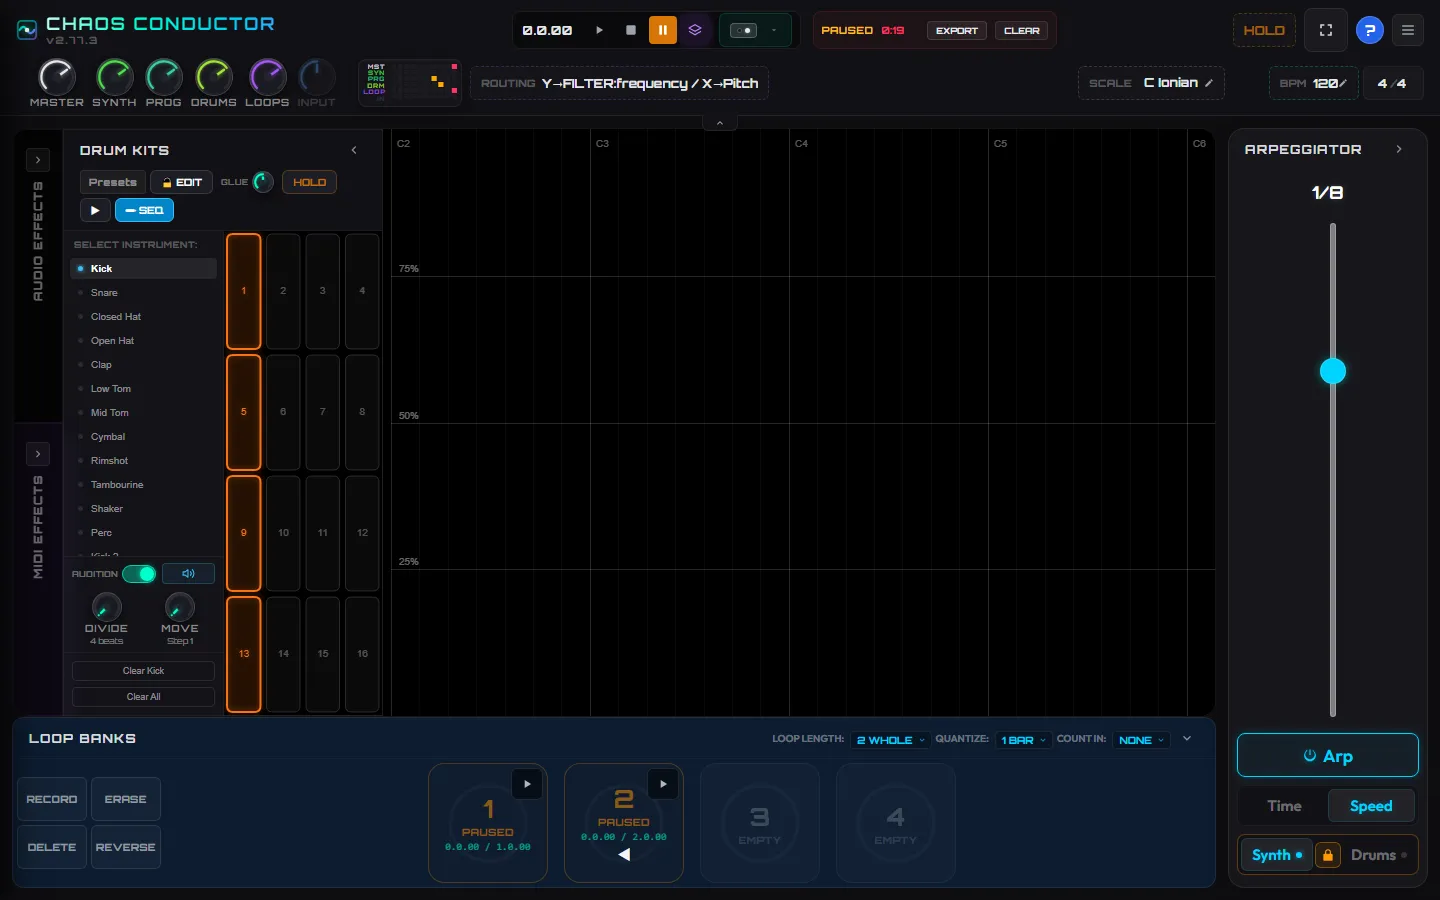 CHAOS CONDUCTOR
v2.77.3
0.0.00
PAUSED 0:19 EXPORT CLEAR
HOLD
?
MASTER SYNTH PROG DRUMS LOOPS INPUT
MST
SYN
PRG
DRM
LOOP
ROUTING Y→FILTER:frequency / X→Pitch
SCALE C Ionian
BPM 120
4/4
AUDIO EFFECTS
MIDI EFFECTS
DRUM KITS
Presets EDIT GLUE HOLD
SEQ
SELECT INSTRUMENT:
Kick
Snare
Closed Hat
Open Hat
Clap
Low Tom
Mid Tom
Cymbal
Rimshot
Tambourine
Shaker
Perc
Kick 2
AUDITION
DIVIDE MOVE
4 beats Step 1
Clear Kick
Clear All
1 2 3 4
5 6 7 8
9 10 11 12
13 14 15 16
C2 C3 C4 C5 C6
75%
50%
25%
ARPEGGIATOR
1/8
Arp
Time Speed
Synth Drums
LOOP BANKS
LOOP LENGTH: 2 WHOLE QUANTIZE: 1 BAR COUNT IN: NONE
RECORD ERASE
DELETE REVERSE
1
PAUSED
0.0.00 / 1.0.00
2
PAUSED
0.0.00 / 2.0.00
3
EMPTY
4
EMPTY